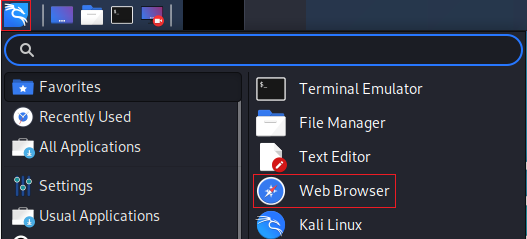 Favorites
Recently Used
All Applications
Settings
Usual Applications
Terminal Emulator
File Manager
Text Editor
Web Browser
Kali Linux